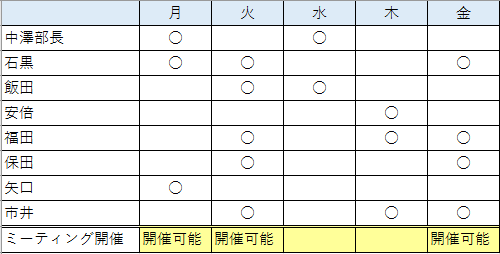 月 火 水 木 金
中澤部長 ○ ○
石黒 ○ ○ ○
飯田 ○ ○
安倍 ○
福田 ○ ○ ○
保田 ○ ○
矢口 ○
市井 ○ ○ ○
ミーティング開催 開催可能 開催可能 開催可能